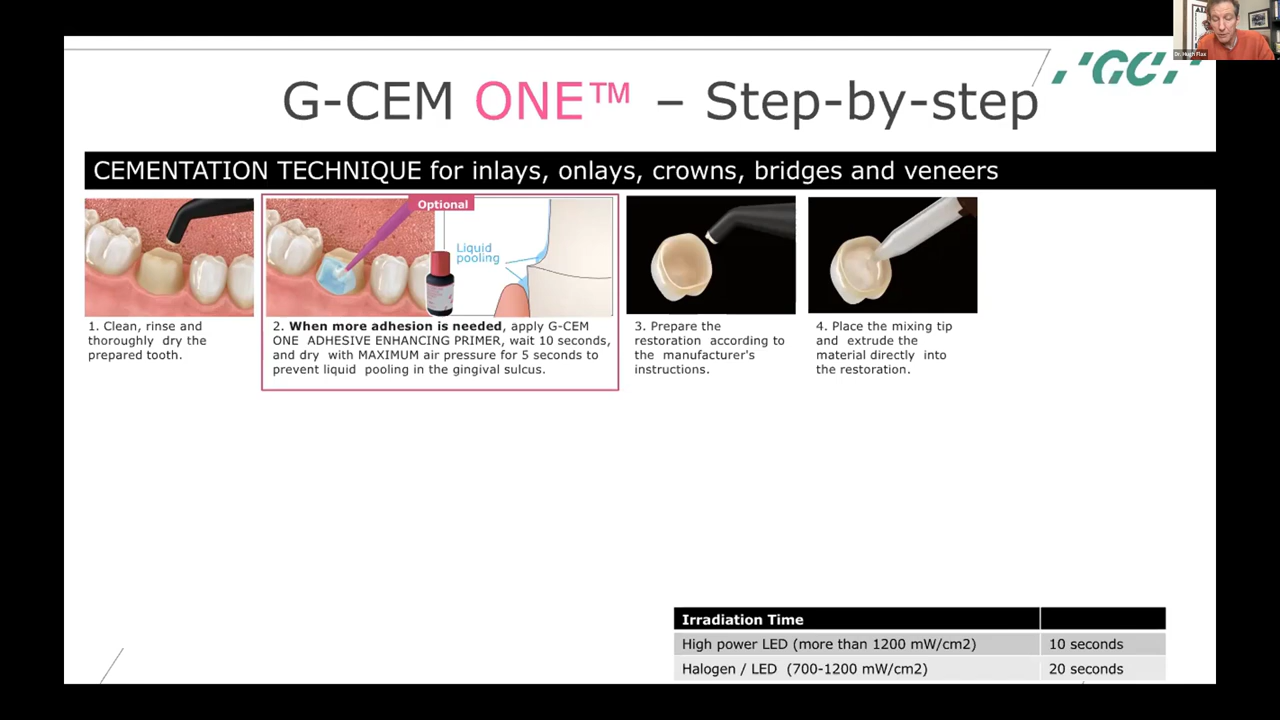 Dr. Hugh Flax
GC
G-CEM ONE™ – Step-by-step
CEMENTATION TECHNIQUE for inlays, onlays, crowns, bridges and veneers
Optional
Liquid
pooling
1. Clean, rinse and
thoroughly dry the
prepared tooth.
2. When more adhesion is needed, apply G-CEM
ONE ADHESIVE ENHANCING PRIMER, wait 10 seconds,
and dry with MAXIMUM air pressure for 5 seconds to
prevent liquid pooling in the gingival sulcus.
3. Prepare the
restoration according to
the manufacturer's
instructions.
4. Place the mixing tip
and extrude the
material directly into
the restoration.
Irradiation Time
High power LED (more than 1200 mW/cm2) 10 seconds
Halogen / LED (700-1200 mW/cm2) 20 seconds